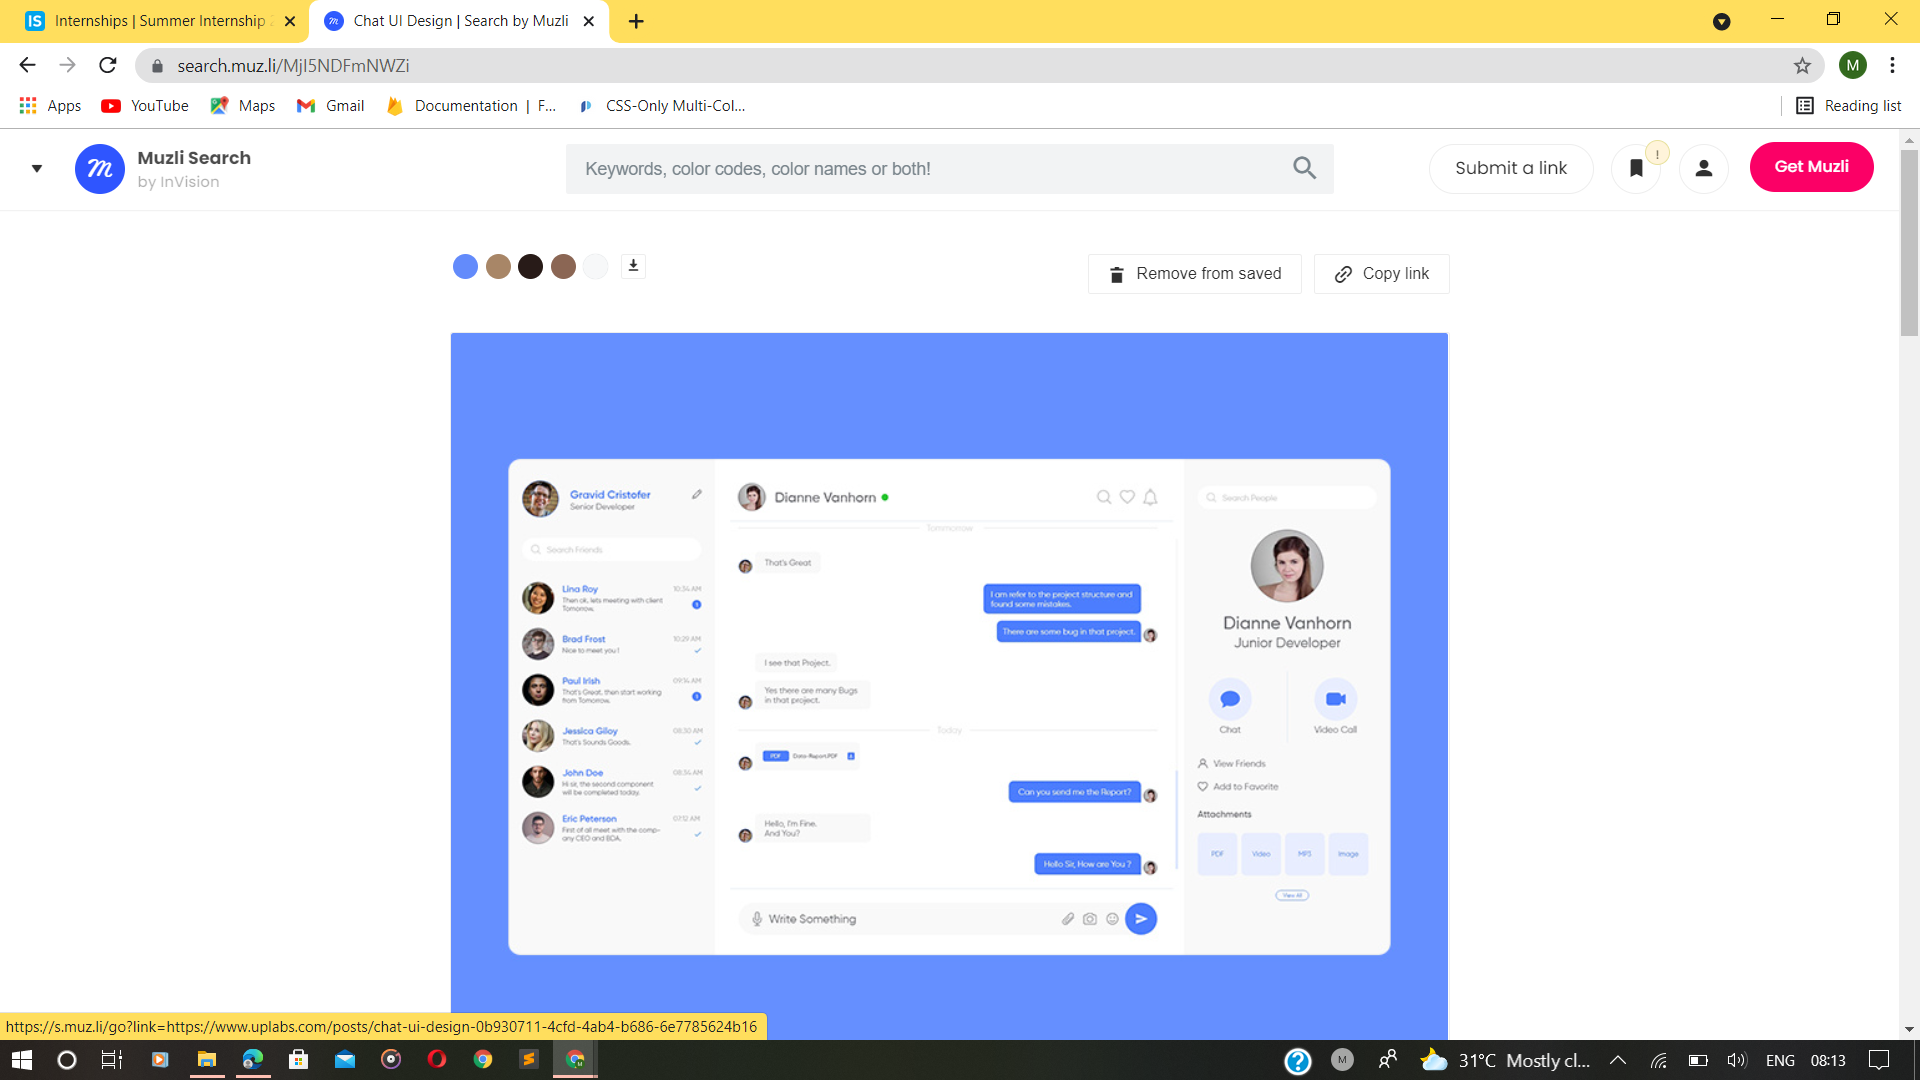 Internships | Summer Internship
Chat UI Design | Search by Muzli
search.muz.li/MjI5NDFmNWZi
M
Apps
YouTube
Maps
Gmail
Documentation | F...
CSS-Only Multi-Col...
Reading list
Muzli Search
by InVision
Keywords, color codes, color names or both!
Submit a link
!
Get Muzli
Remove from saved
Copy link
Gravid Cristofer
Senior Developer
Search Friends
Lina Roy
10:34 AM
Then ok, lets meeting with client
Tomorrow.
Brad Frost
10:29 AM
Nice to meet you !
Paul Irish
09:14 AM
That's Great, then start working
from Tomorrow.
Jessica Giloy
08:30 AM
That's Sounds Goods.
John Doe
08:34 AM
Hi sir, the second component
will be completed today.
Eric Peterson
07:12 AM
First of all meet with the comp-
any CEO and BDA.
Dianne Vanhorn
Tommorow
That's Great
I am refer to the project structure and
found some mistakes.
There are some bug in that project.
I see that Project.
Yes there are many Bugs
in that project.
Today
PDF Data-Report.PDF
Can you send me the Report?
Hello, I'm Fine.
And You?
Hello Sir, How are You ?
Write Something
Search People
Dianne Vanhorn
Junior Developer
Chat
Video Call
View Friends
Add to Favorite
Attachments
PDF
Video
MP3
Image
View All
https://s.muz.li/go?link=https://www.uplabs.com/posts/chat-ui-design-0b930711-4cfd-4ab4-b686-6e7785624b16
M
31°C Mostly cl...
ENG
08:13